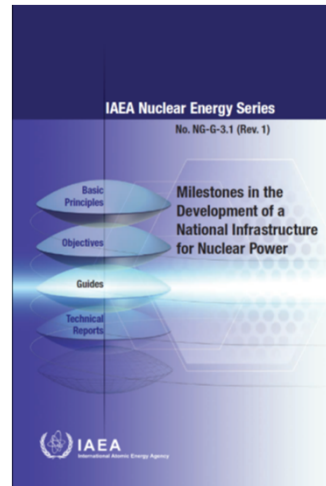 IAEA Nuclear Energy Series
No. NG-G-3.1 (Rev. 1)
Basic
Principles
Milestones in the
Development of a
National Infrastructure
for Nuclear Power
Objectives
Guides
Technical
Reports
IAEA
International Atomic Energy Agency